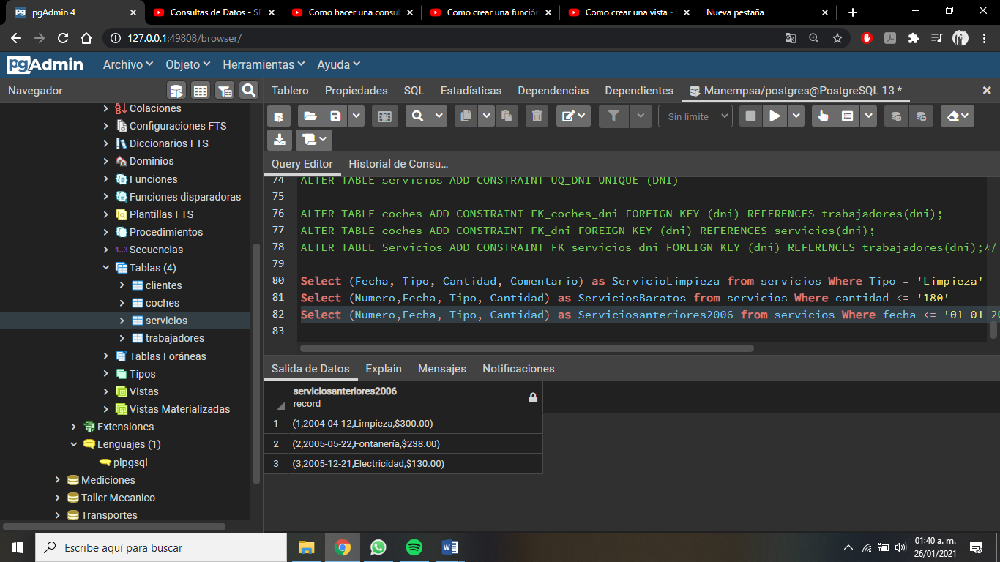 pgAdmin 4
Consultas de Datos - SE
Como hacer una consul
Como crear una función
Como crear una vista -
Nueva pestaña
127.0.0.1:49808/browser/
pgAdmin Archivo Objeto Herramientas Ayuda
Navegador
Tablero Propiedades SQL Estadísticas Dependencias Dependientes Manempsa/postgres@PostgreSQL 13 *
Sin límite
Query Editor Historial de Consu...
Colaciones
Configuraciones FTS
Diccionarios FTS
Dominios
Funciones
Funciones disparadoras
Plantillas FTS
Procedimientos
1..3 Secuencias
Tablas (4)
clientes
coches
servicios
trabajadores
Tablas Foráneas
Tipos
Vistas
Vistas Materializadas
Extensiones
Lenguajes (1)
plpgsql
Mediciones
Taller Mecanico
Transportes
74 ALTER TABLE servicios ADD CONSTRAINT UQ_DNI UNIQUE (DNI)
75
76 ALTER TABLE coches ADD CONSTRAINT FK_coches_dni FOREIGN KEY (dni) REFERENCES trabajadores(dni);
77 ALTER TABLE coches ADD CONSTRAINT FK_dni FOREIGN KEY (dni) REFERENCES servicios(dni);
78 ALTER TABLE Servicios ADD CONSTRAINT FK_servicios_dni FOREIGN KEY (dni) REFERENCES trabajadores(dni);*/
79
80 Select (Fecha, Tipo, Cantidad, Comentario) as ServicioLimpieza from servicios Where Tipo = 'Limpieza'
81 Select (Numero,Fecha, Tipo, Cantidad) as ServiciosBaratos from servicios Where cantidad <= '180'
82 Select (Numero,Fecha, Tipo, Cantidad) as Serviciosanteriores2006 from servicios Where fecha <= '01-01-20
83
Salida de Datos Explain Mensajes Notificaciones
serviciosanteriores2006
record
1 (1,2004-04-12,Limpieza,$300.00)
2 (2,2005-05-22,Fontanería,$238.00)
3 (3,2005-12-21,Electricidad,$130.00)
Escribe aquí para buscar
01:40 a. m.
26/01/2021